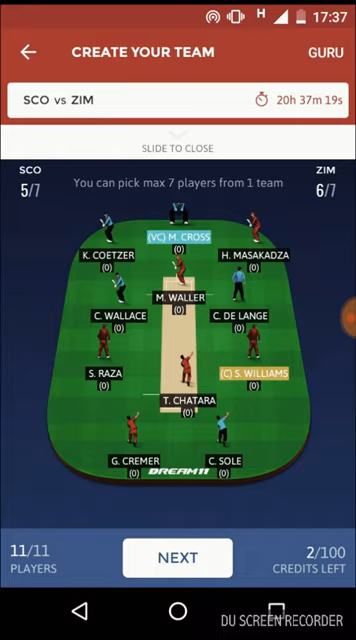 H 17:37
CREATE YOUR TEAM GURU
SCO vs ZIM 20h 37m 19s
SLIDE TO CLOSE
SCO ZIM
5/7 You can pick max 7 players from 1 team 6/7
(VC) M. CROSS
(0)
K. COETZER H. MASAKADZA
(0) (0)
M. WALLER
(0)
C. WALLACE C. DE LANGE
(0) (0)
S. RAZA (C) S. WILLIAMS
(0) (0)
T. CHATARA
(0)
G. CREMER C. SOLE
(0) DREAM11 (0)
11/11 NEXT 2/100
PLAYERS CREDITS LEFT
DU SCREEN RECORDER